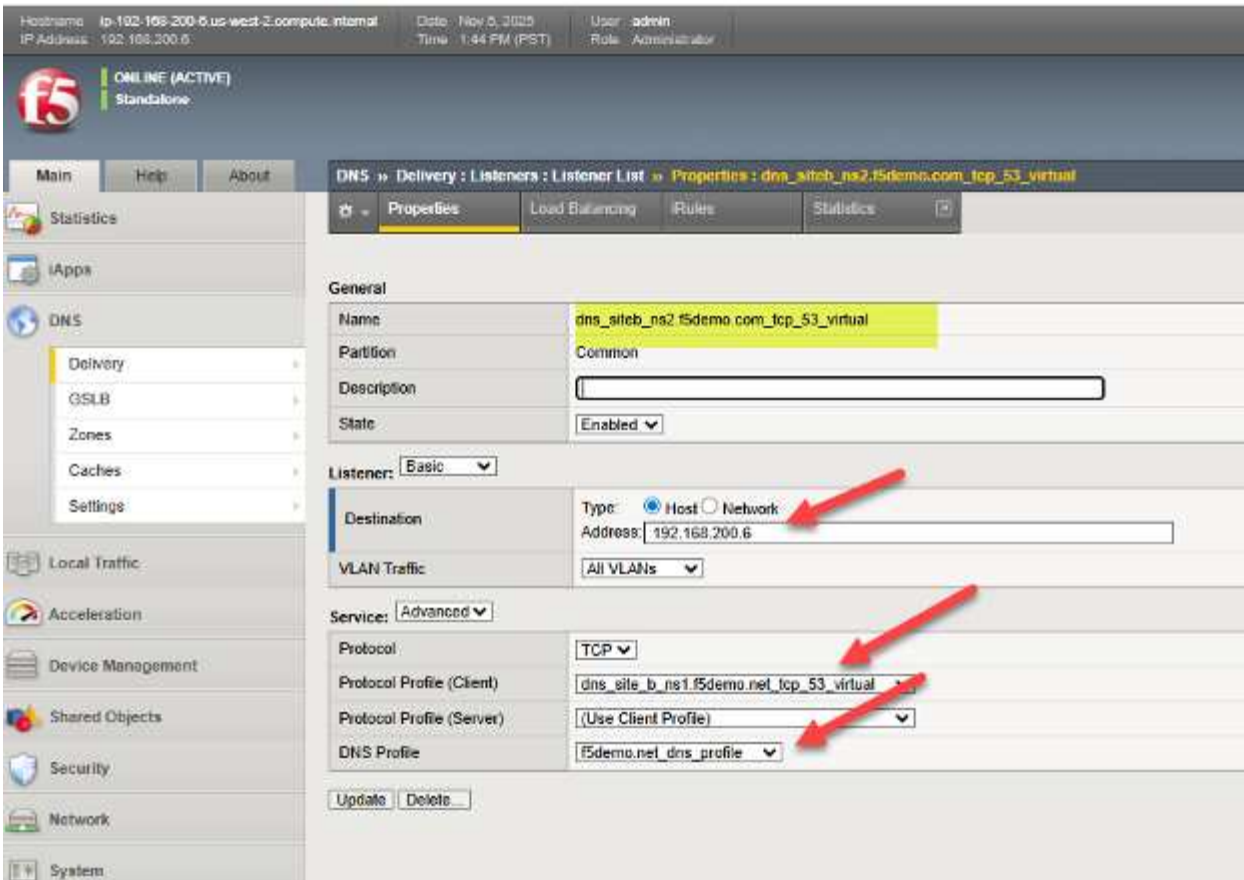 Hostname ip-192-168-200-6.us-west-2.compute.internal Date Nov 5, 2025 User admin
IP Address 192.168.200.6 Time 1:44 PM (PST) Role Administrator
f5
ONLINE (ACTIVE)
Standalone
Main Help About
DNS » Delivery : Listeners : Listener List » Properties : dns_siteb_ns2.f5demo.com_tcp_53_virtual
Properties Load Balancing iRules Statistics
Statistics
iApps
DNS
Delivery
GSLB
Zones
Caches
Settings
Local Traffic
Acceleration
Device Management
Shared Objects
Security
Network
System
General
Name dns_siteb_ns2.f5demo.com_tcp_53_virtual
Partition Common
Description
State Enabled
Listener: Basic
Destination Type: Host Network
Address: 192.168.200.6
VLAN Traffic All VLANs
Service: Advanced
Protocol TCP
Protocol Profile (Client) dns_site_b_ns1.f5demo.net_tcp_53_virtual
Protocol Profile (Server) (Use Client Profile)
DNS Profile f5demo.net_dns_profile
Update Delete...